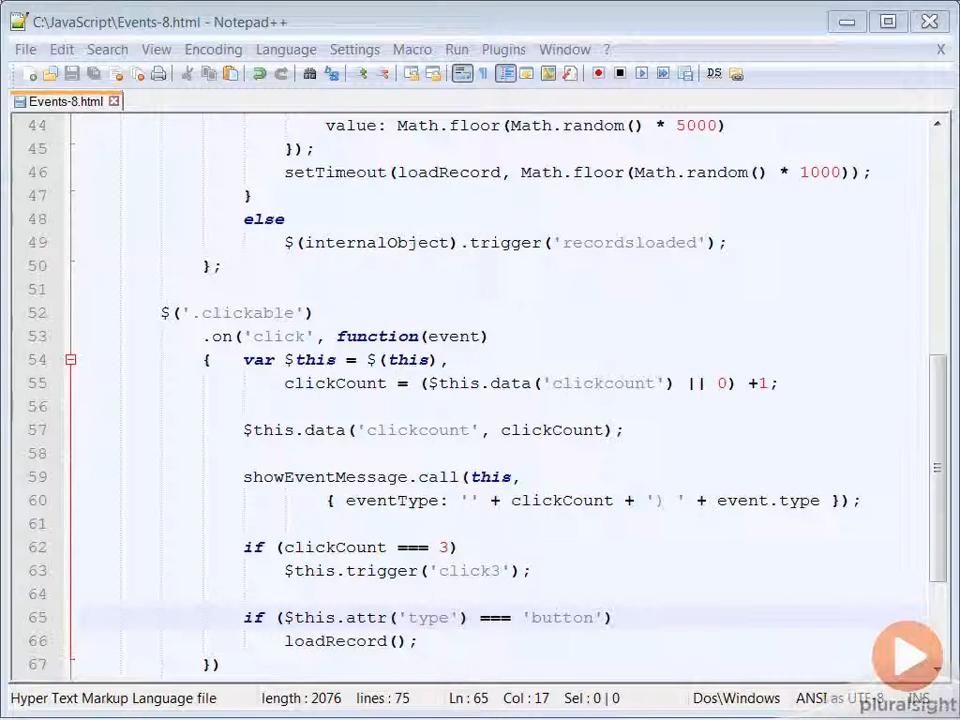 C:\JavaScript\Events-8.html - Notepad++
File Edit Search View Encoding Language Settings Macro Run Plugins Window ? X
DS
Events-8.html
44 value: Math.floor(Math.random() * 5000)
45 });
46 setTimeout(loadRecord, Math.floor(Math.random() * 1000));
47 }
48 else
49 $(internalObject).trigger('recordsloaded');
50 };
51
52 $('.clickable')
53 .on('click', function(event)
54 { var $this = $(this),
55 clickCount = ($this.data('clickcount') || 0) +1;
56
57 $this.data('clickcount', clickCount);
58
59 showEventMessage.call(this,
60 { eventType: '' + clickCount + ') ' + event.type });
61
62 if (clickCount === 3)
63 $this.trigger('click3');
64
65 if ($this.attr('type') === 'button')
66 loadRecord();
67 })
Hyper Text Markup Language file length : 2076 lines : 75 Ln : 65 Col : 17 Sel : 0 | 0 Dos\Windows ANSI as UTF-8 INS
pluralsight